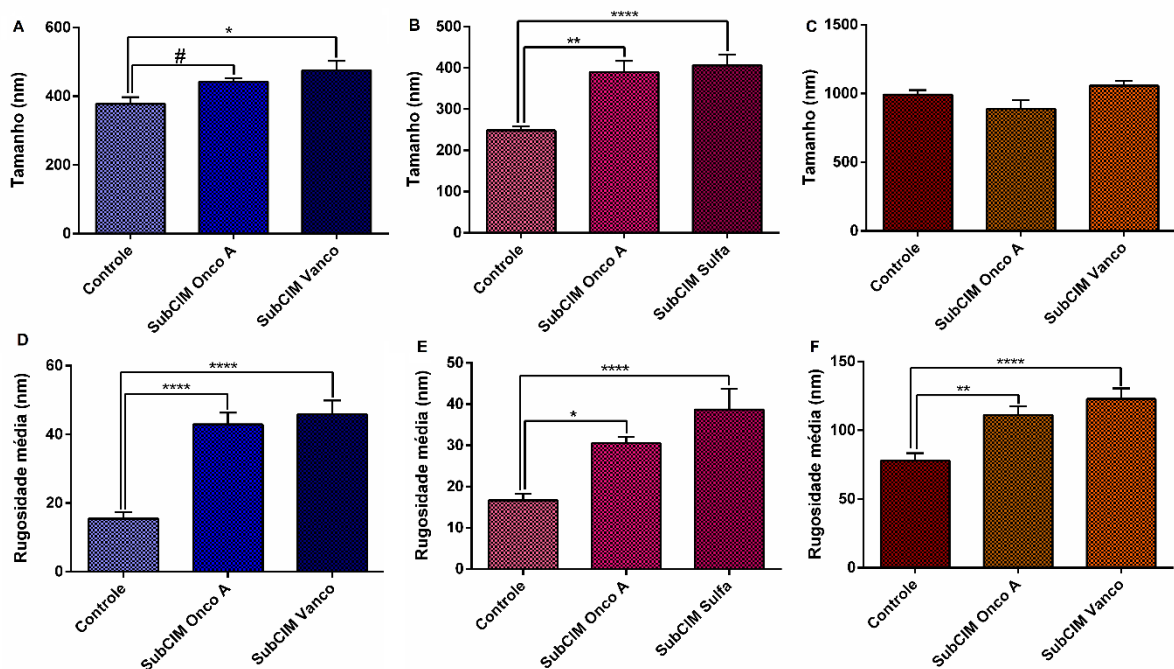 A
Tamanho (nm)
600
400
200
0
*
#
Controle
SubCIM Onco A
SubCIM Vanco
B
Tamanho (nm)
500
400
300
200
100
0
****
**
Controle
SubCIM Onco A
SubCIM Sulfa
C
Tamanho (nm)
1500
1000
500
0
Controle
SubCIM Onco A
SubCIM Vanco
D
Rugosidade média (nm)
60
40
20
0
****
****
Controle
SubCIM Onco A
SubCIM Vanco
E
Rugosidade média (nm)
50
40
30
20
10
0
****
*
Controle
SubCIM Onco A
SubCIM Sulfa
F
Rugosidade média (nm)
150
100
50
0
****
**
Controle
SubCIM Onco A
SubCIM Vanco